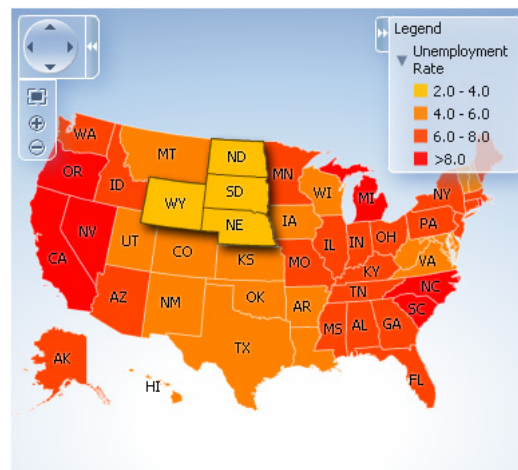 Legend
Unemployment
Rate
2.0 - 4.0
4.0 - 6.0
6.0 - 8.0
>8.0
WA
MT
ND
MN
OR
ID
SD
WI
MI
NY
WY
NE
IA
PA
NV
UT
CO
KS
MO
IL
IN
OH
CA
KY
VA
AZ
NM
OK
AR
TN
NC
SC
MS
AL
GA
TX
AK
HI
FL